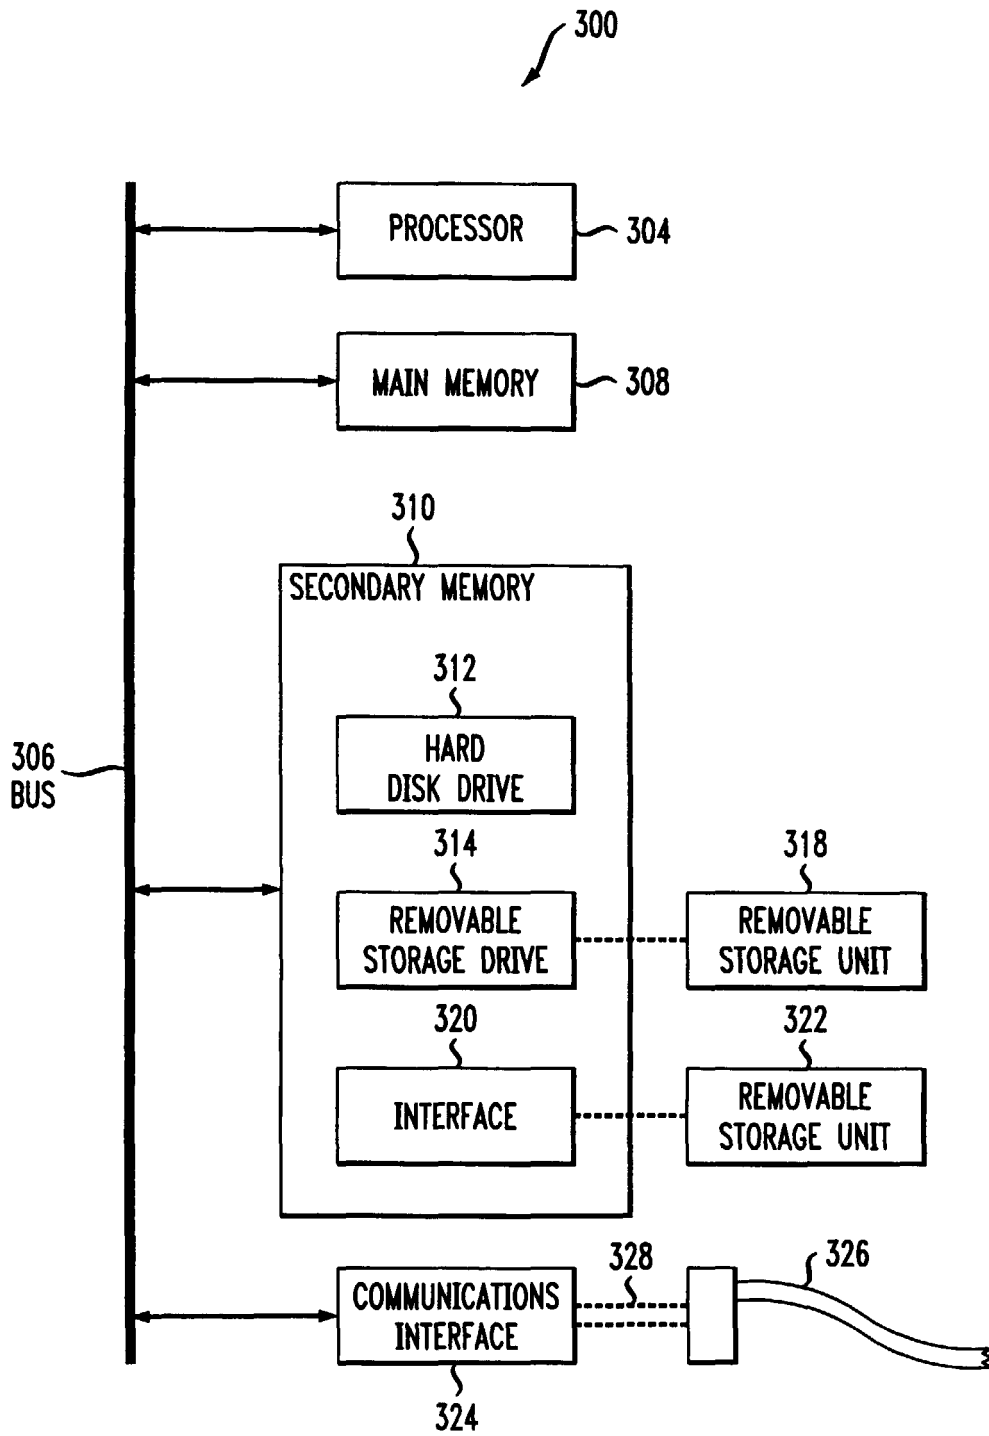 300
PROCESSOR
304
MAIN MEMORY
308
310
SECONDARY MEMORY
312
HARD
DISK DRIVE
306
BUS
314
REMOVABLE
STORAGE DRIVE
318
REMOVABLE
STORAGE UNIT
320
INTERFACE
322
REMOVABLE
STORAGE UNIT
328
326
COMMUNICATIONS
INTERFACE
324